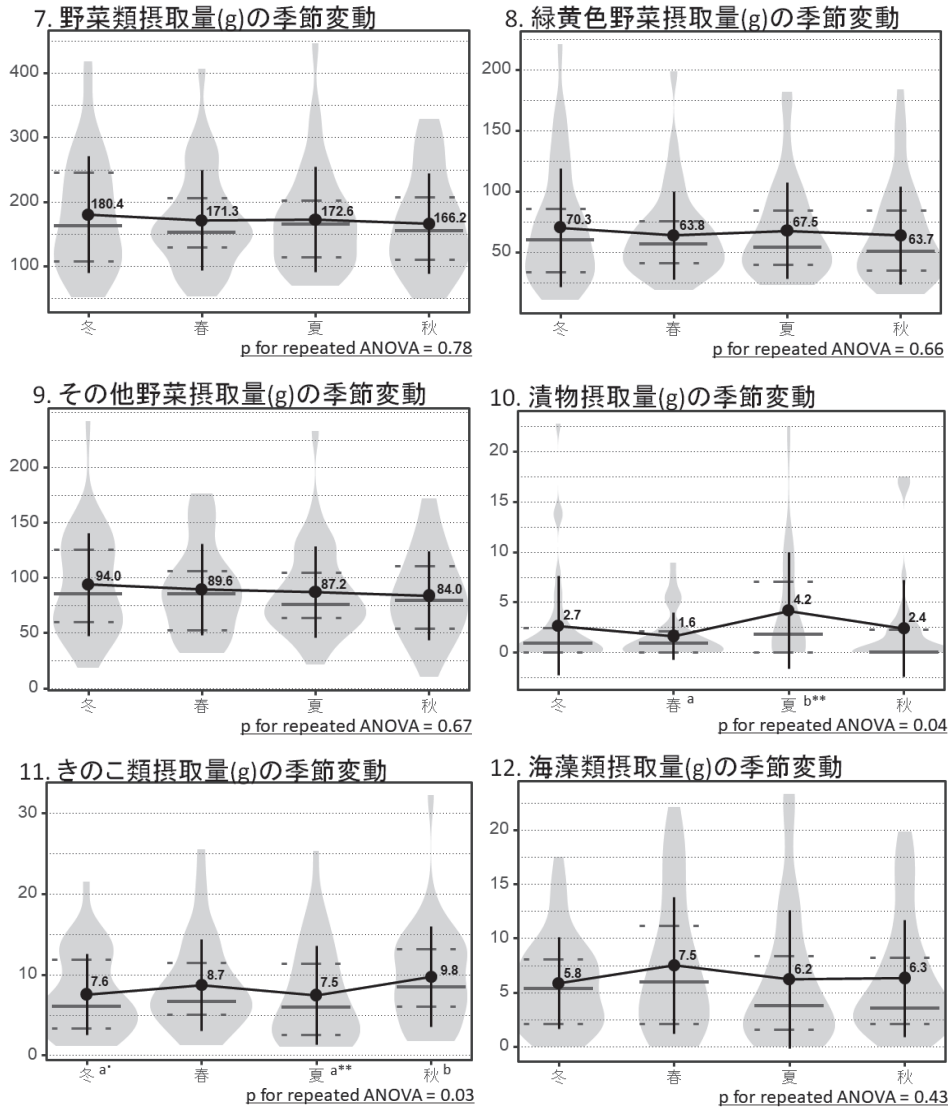 7. 野菜類摂取量(g)の季節変動
400
300
200
100
180.4
171.3
172.6
166.2
冬 春 夏 秋
p for repeated ANOVA = 0.78
8. 緑黄色野菜摂取量(g)の季節変動
200
150
100
50
70.3
63.8
67.5
63.7
冬 春 夏 秋
p for repeated ANOVA = 0.66
9. その他野菜摂取量(g)の季節変動
200
150
100
50
0
94.0
89.6
87.2
84.0
冬 春 夏 秋
p for repeated ANOVA = 0.67
10. 漬物摂取量(g)の季節変動
20
15
10
5
0
2.7
1.6
4.2
2.4
冬 春 a 夏 b** 秋
p for repeated ANOVA = 0.04
11. きのこ類摂取量(g)の季節変動
30
20
10
0
7.6
8.7
7.5
9.8
冬 a* 春 夏 a** 秋 b
p for repeated ANOVA = 0.03
12. 海藻類摂取量(g)の季節変動
20
15
10
5
0
5.8
7.5
6.2
6.3
冬 春 夏 秋
p for repeated ANOVA = 0.43